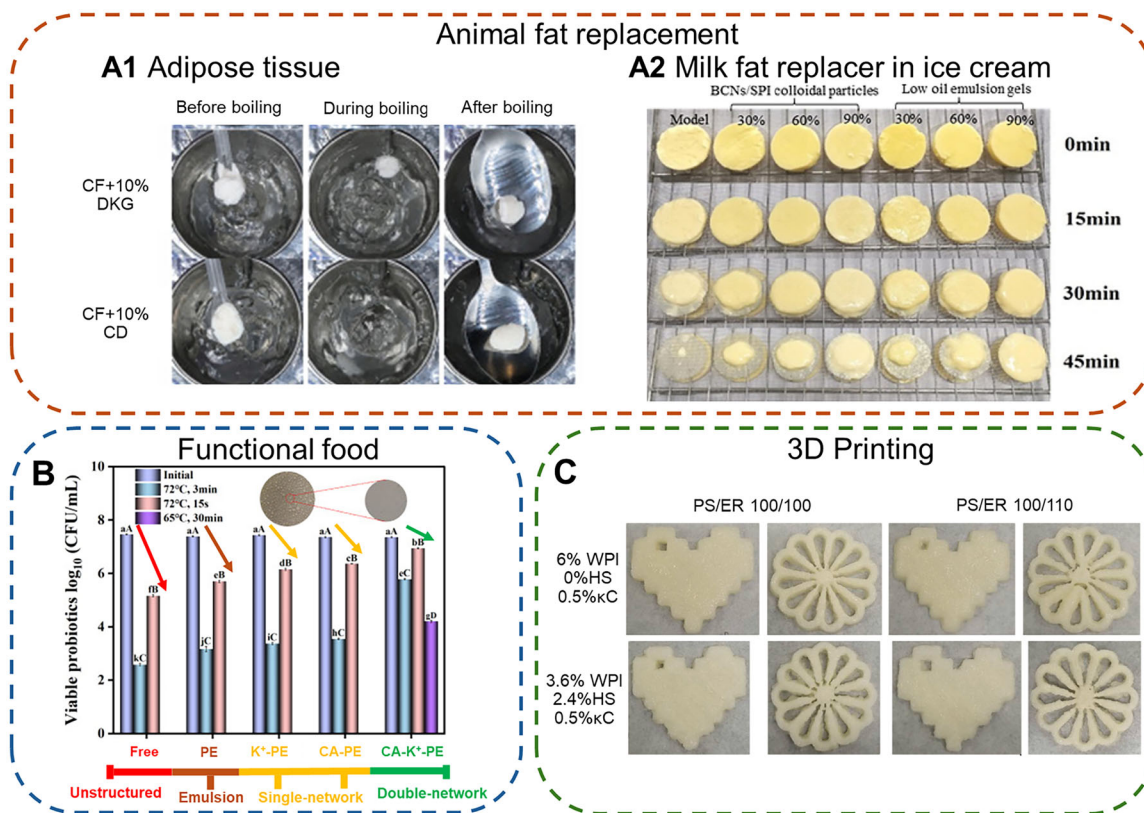 Animal fat replacement
A1 Adipose tissue
Before boiling During boiling After boiling
CF+10%
DKG
CF+10%
CD
A2 Milk fat replacer in ice cream
BCNs/SPI colloidal particles Low oil emulsion gels
Model 30% 60% 90% 30% 60% 90%
0min
15min
30min
45min
B Functional food
Viable probiotics log10 (CFU/mL)
10
8
6
4
2
0
Initial
72°C, 3min
72°C, 15s
65°C, 30min
aA kC fB
aA jC eB
aA iC dB
aA hC cB
aA cC bB gD
Free PE K⁺-PE CA-PE CA-K⁺-PE
Unstructured Emulsion Single-network Double-network
C 3D Printing
PS/ER 100/100 PS/ER 100/110
6% WPI
0%HS
0.5%κC
3.6% WPI
2.4%HS
0.5%κC